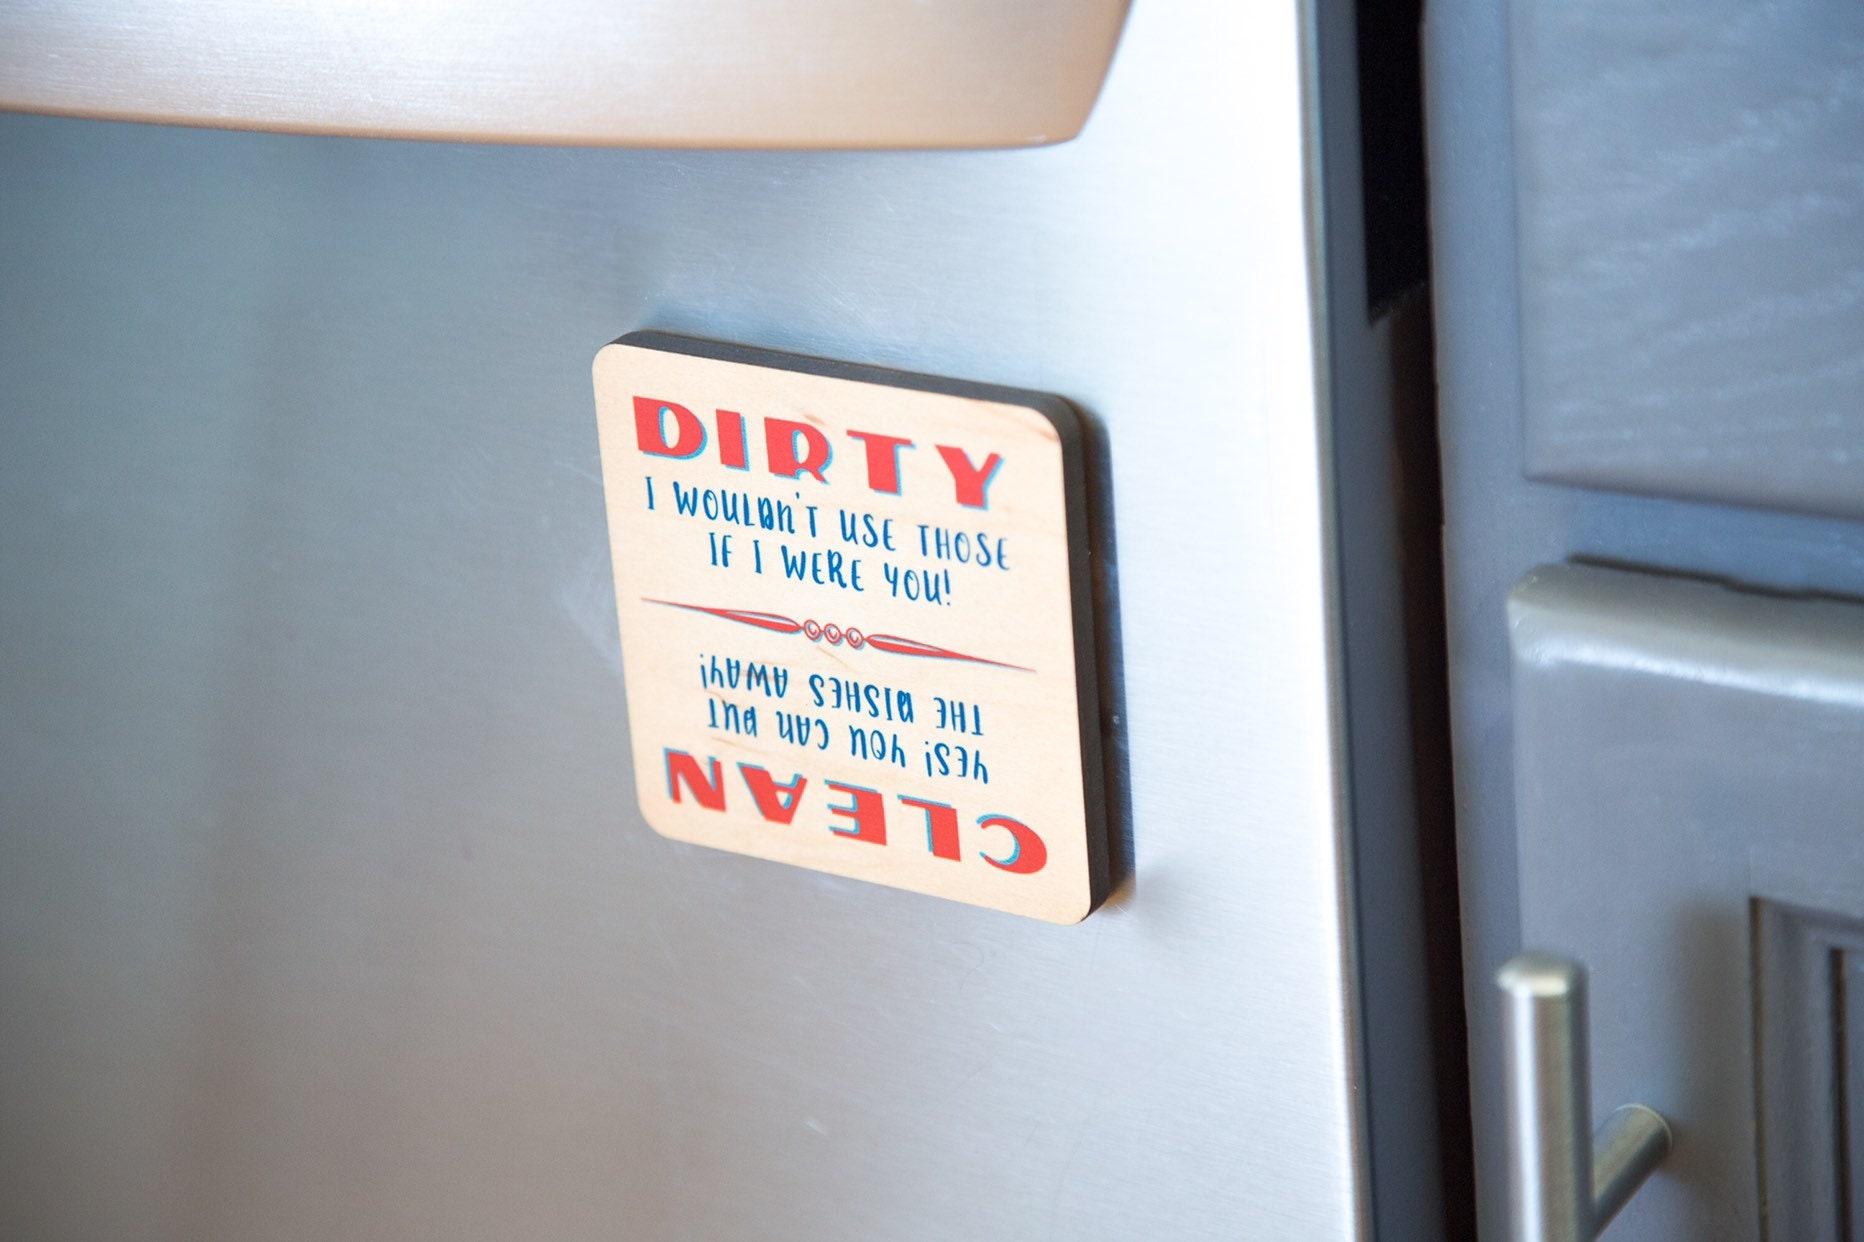 DIRTY
I WOULDN'T USE THOSE
IF I WERE YOU!
CLEAN
YES! YOU CAN PUT
THE DISHES AWAY!